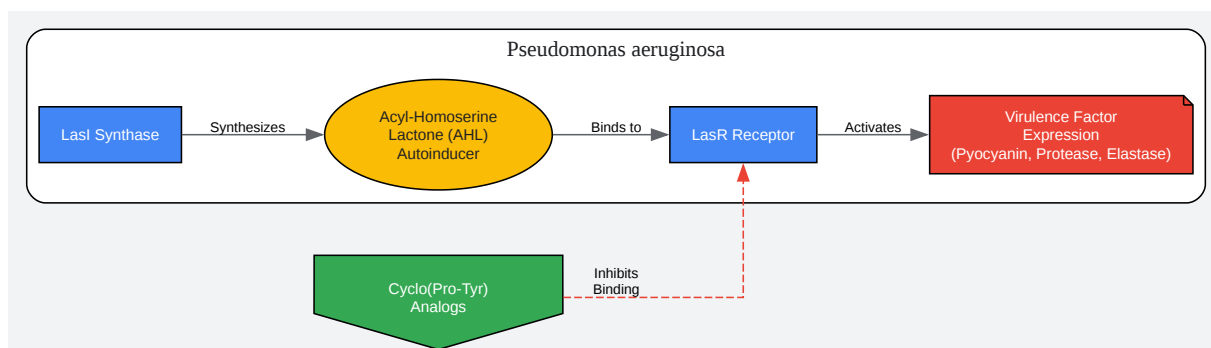 Pseudomonas aeruginosa
LasI Synthase
Synthesizes
Acyl-Homoserine
Lactone (AHL)
Autoinducer
Binds to
LasR Receptor
Activates
Virulence Factor
Expression
(Pyocyanin, Protease, Elastase)
Cyclo(Pro-Tyr)
Analogs
Inhibits
Binding